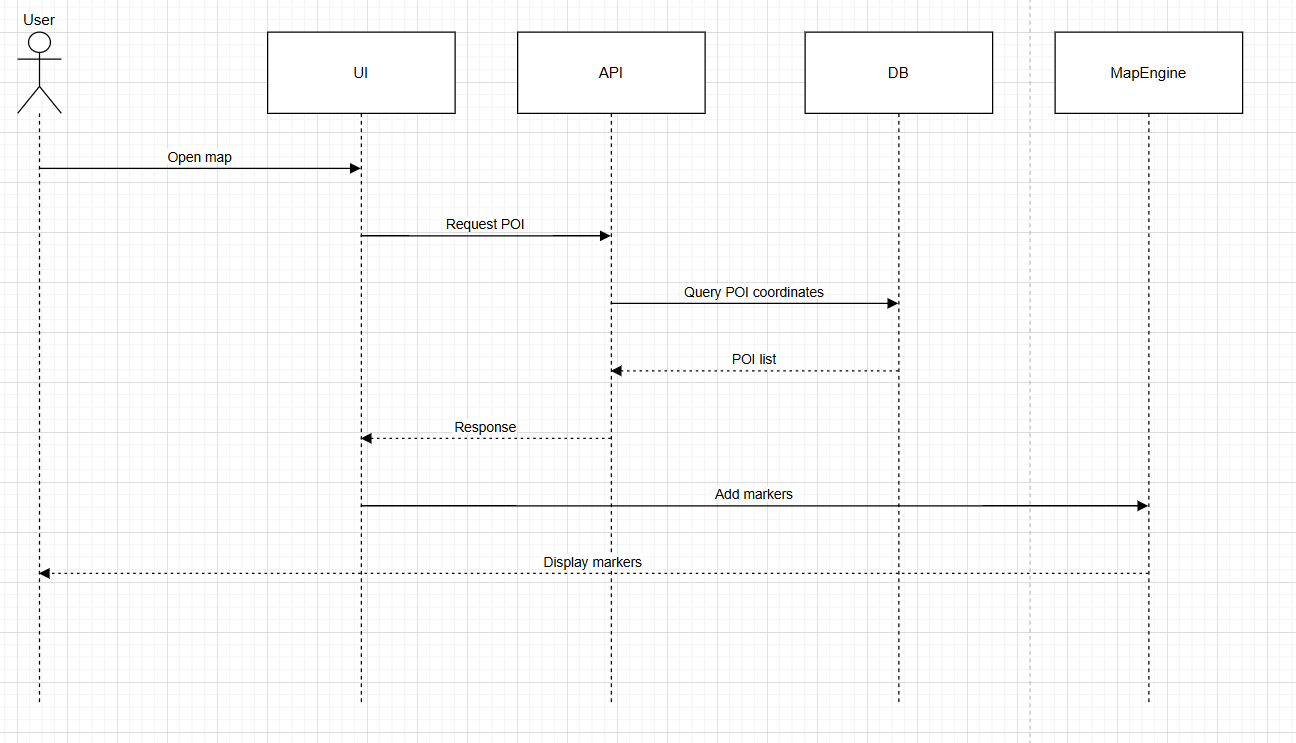 User
UI
API
DB
MapEngine
Open map
Request POI
Query POI coordinates
POI list
Response
Add markers
Display markers